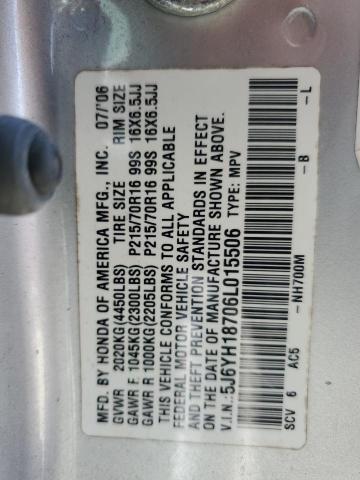 MFD. BY HONDA OF AMERICA MFG., INC. 07/'06
GVWR 2020KG(4450LBS) TIRE SIZE RIM SIZE
GAWR F 1045KG(2300LBS) P215/70R16 99S 16X6.5JJ
GAWR R 1000KG(2205LBS) P215/70R16 99S 16X6.5JJ
THIS VEHICLE CONFORMS TO ALL APPLICABLE
FEDERAL MOTOR VEHICLE SAFETY
AND THEFT PREVENTION STANDARDS IN EFFECT
ON THE DATE OF MANUFACTURE SHOWN ABOVE.
V.I.N.:5J6YH18706L015506 TYPE: MPV
SCV 6 AC5 -NH700M -B -L